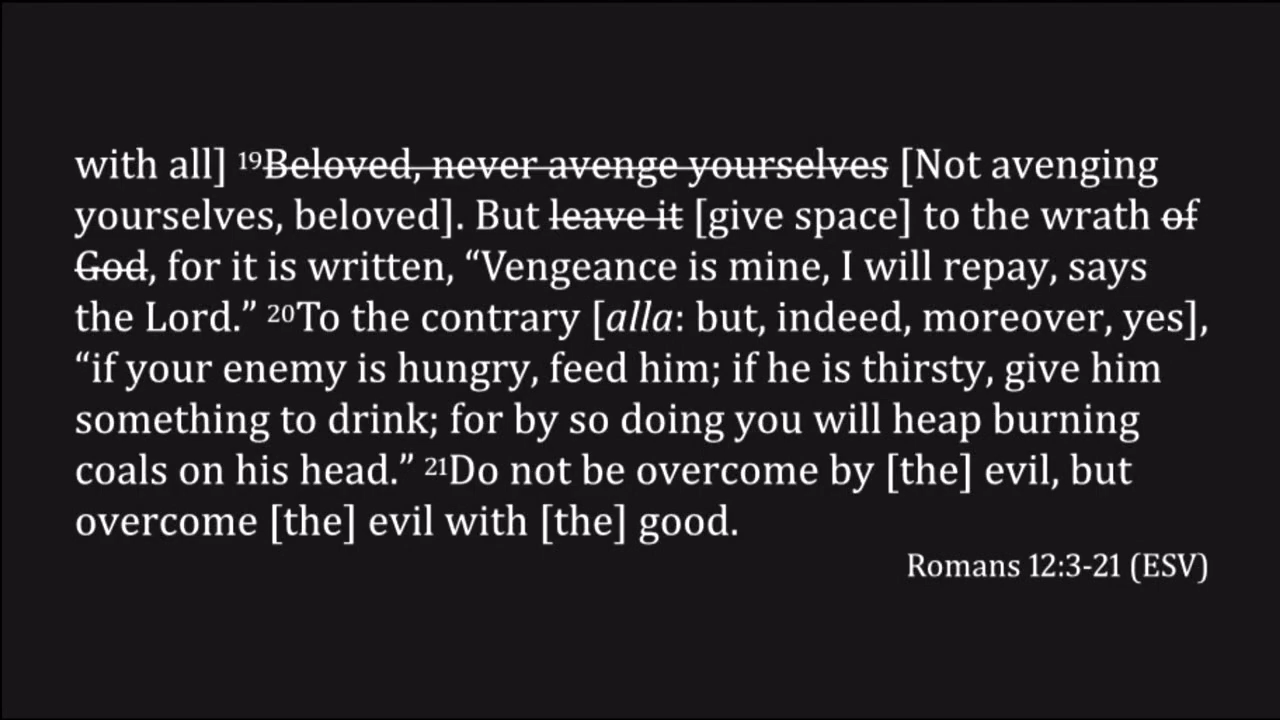 with all] 19Beloved, never avenge yourselves [Not avenging
yourselves, beloved]. But leave it [give space] to the wrath of
God, for it is written, “Vengeance is mine, I will repay, says
the Lord.” 20To the contrary [alla: but, indeed, moreover, yes],
“if your enemy is hungry, feed him; if he is thirsty, give him
something to drink; for by so doing you will heap burning
coals on his head.” 21Do not be overcome by [the] evil, but
overcome [the] evil with [the] good.
Romans 12:3-21 (ESV)